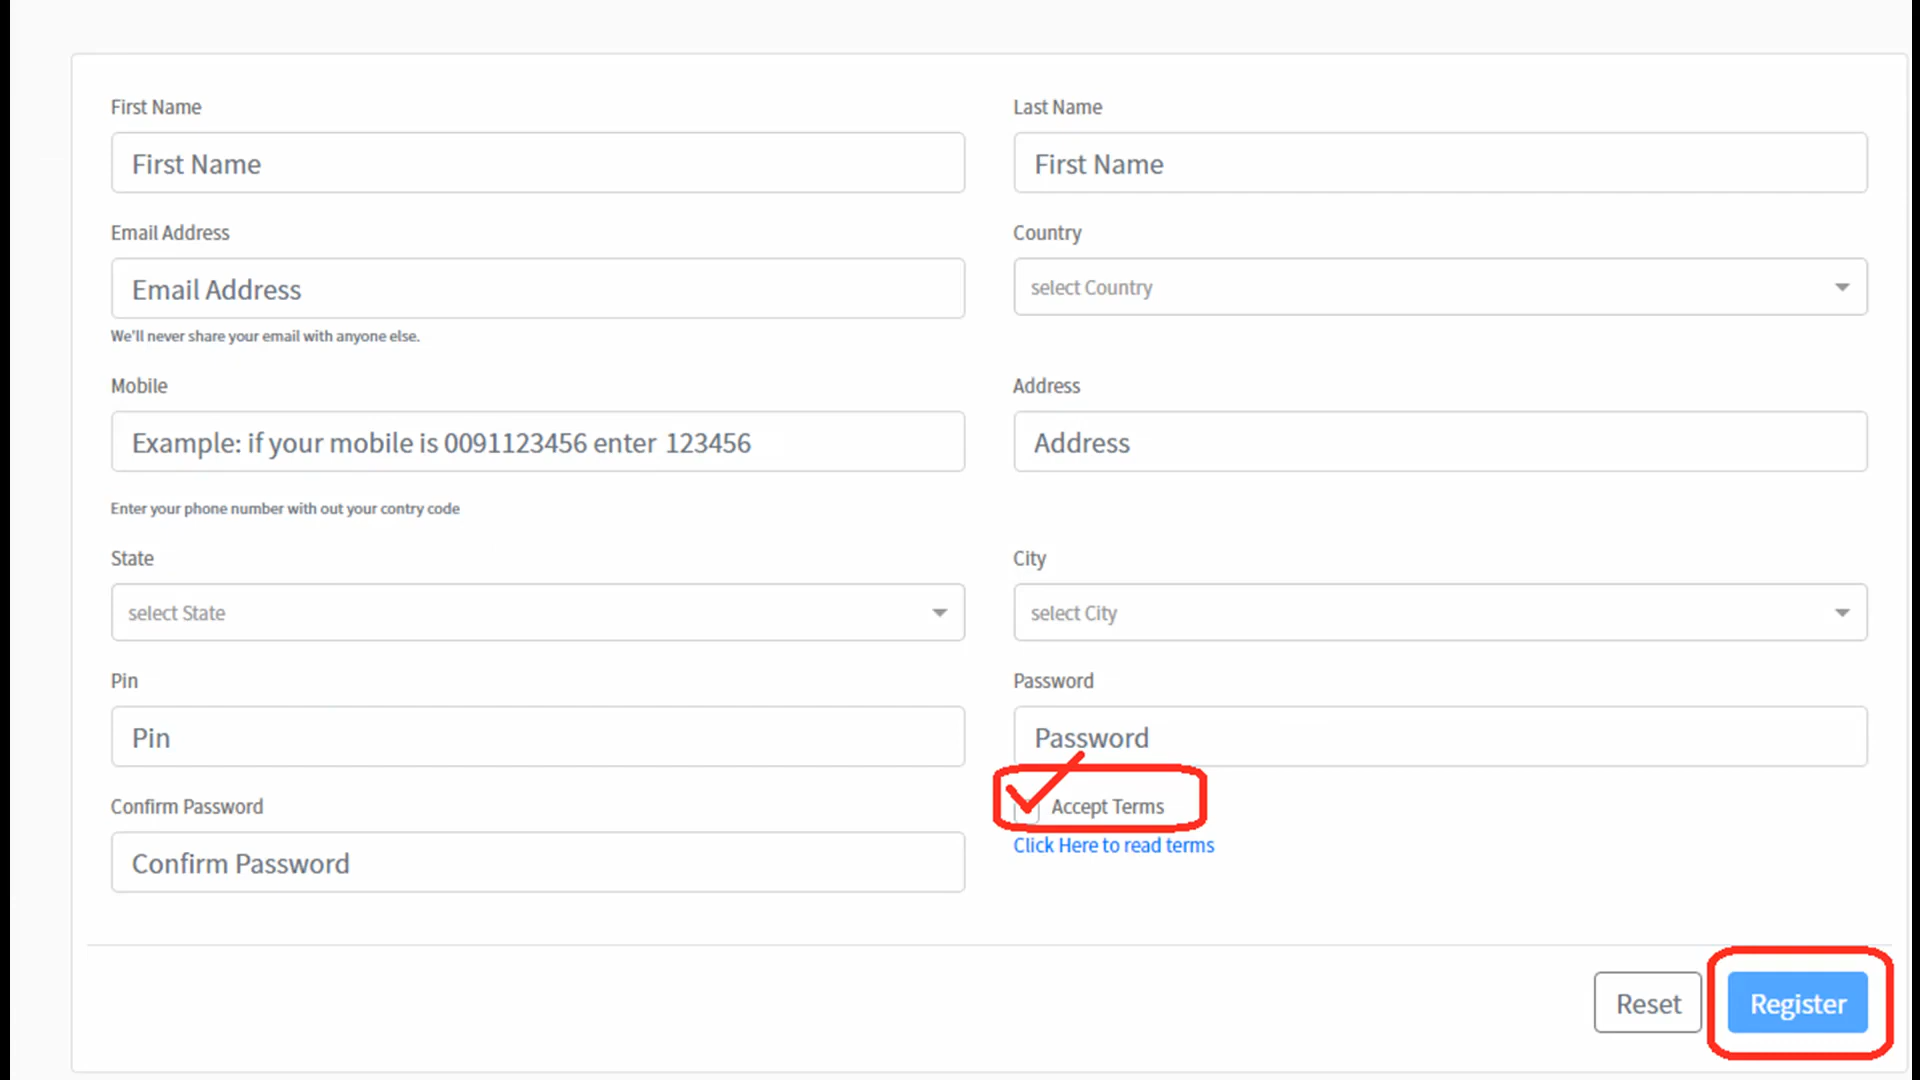 First Name
Last Name
First Name
First Name
Email Address
Country
Email Address
select Country
We'll never share your email with anyone else.
Mobile
Address
Example: if your mobile is 0091123456 enter 123456
Address
Enter your phone number with out your contry code
State
City
select State
select City
Pin
Password
Pin
Password
Confirm Password
Accept Terms
Click Here to read terms
Confirm Password
Reset
Register